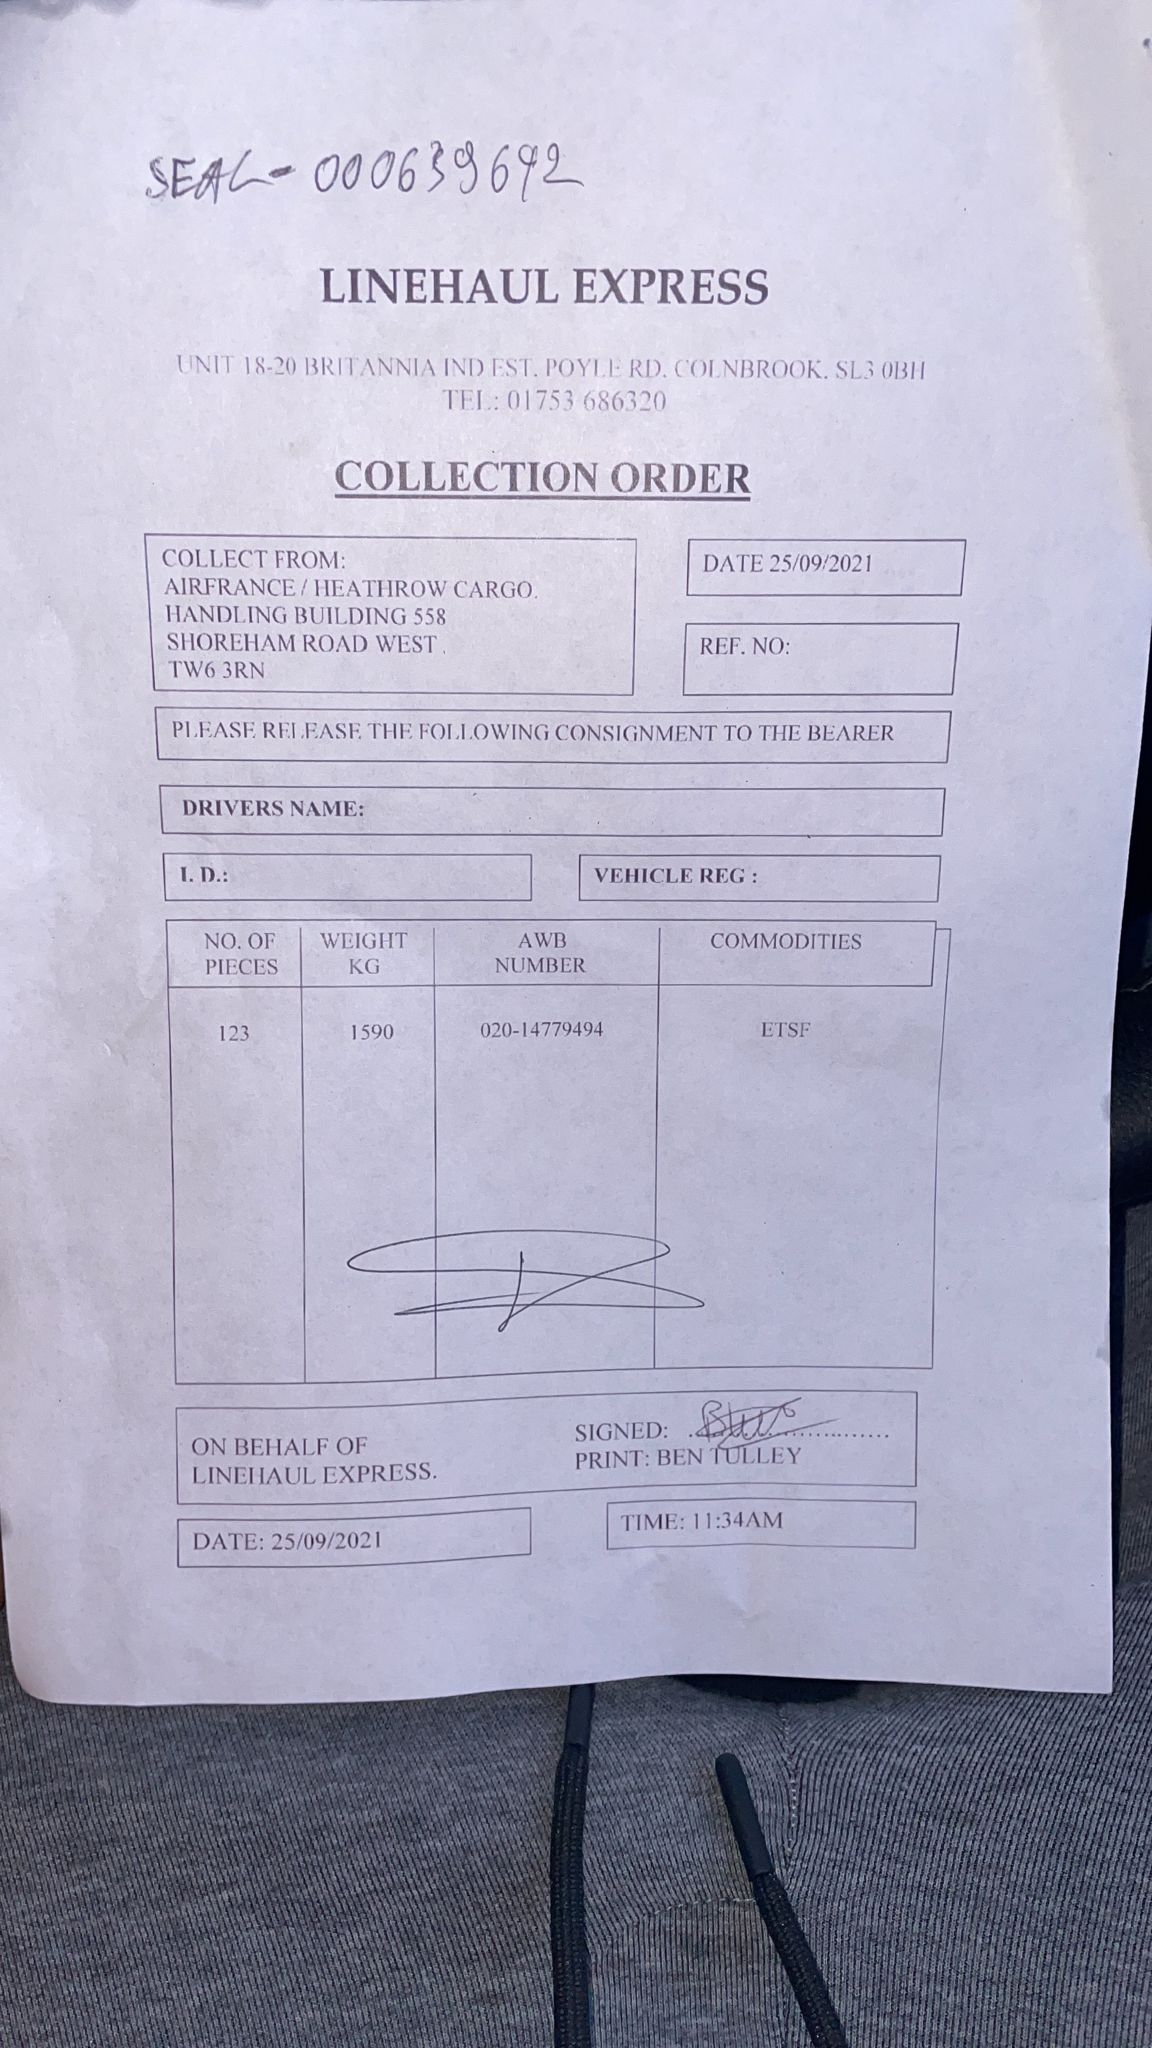 SEAL- 000639692
LINEHAUL EXPRESS
UNIT 18-20 BRITANNIA IND EST. POYLE RD. COLNBROOK. SL3 0BH
TEL: 01753 686320
COLLECTION ORDER
COLLECT FROM:
AIRFRANCE / HEATHROW CARGO.
HANDLING BUILDING 558
SHOREHAM ROAD WEST.
TW6 3RN
DATE 25/09/2021
REF. NO:
PLEASE RELEASE THE FOLLOWING CONSIGNMENT TO THE BEARER
DRIVERS NAME:
I. D.:
VEHICLE REG :
NO. OF PIECES
WEIGHT KG
AWB NUMBER
COMMODITIES
123 1590 020-14779494 ETSF
ON BEHALF OF
LINEHAUL EXPRESS.
SIGNED:
PRINT: BEN TULLEY
DATE: 25/09/2021
TIME: 11:34AM